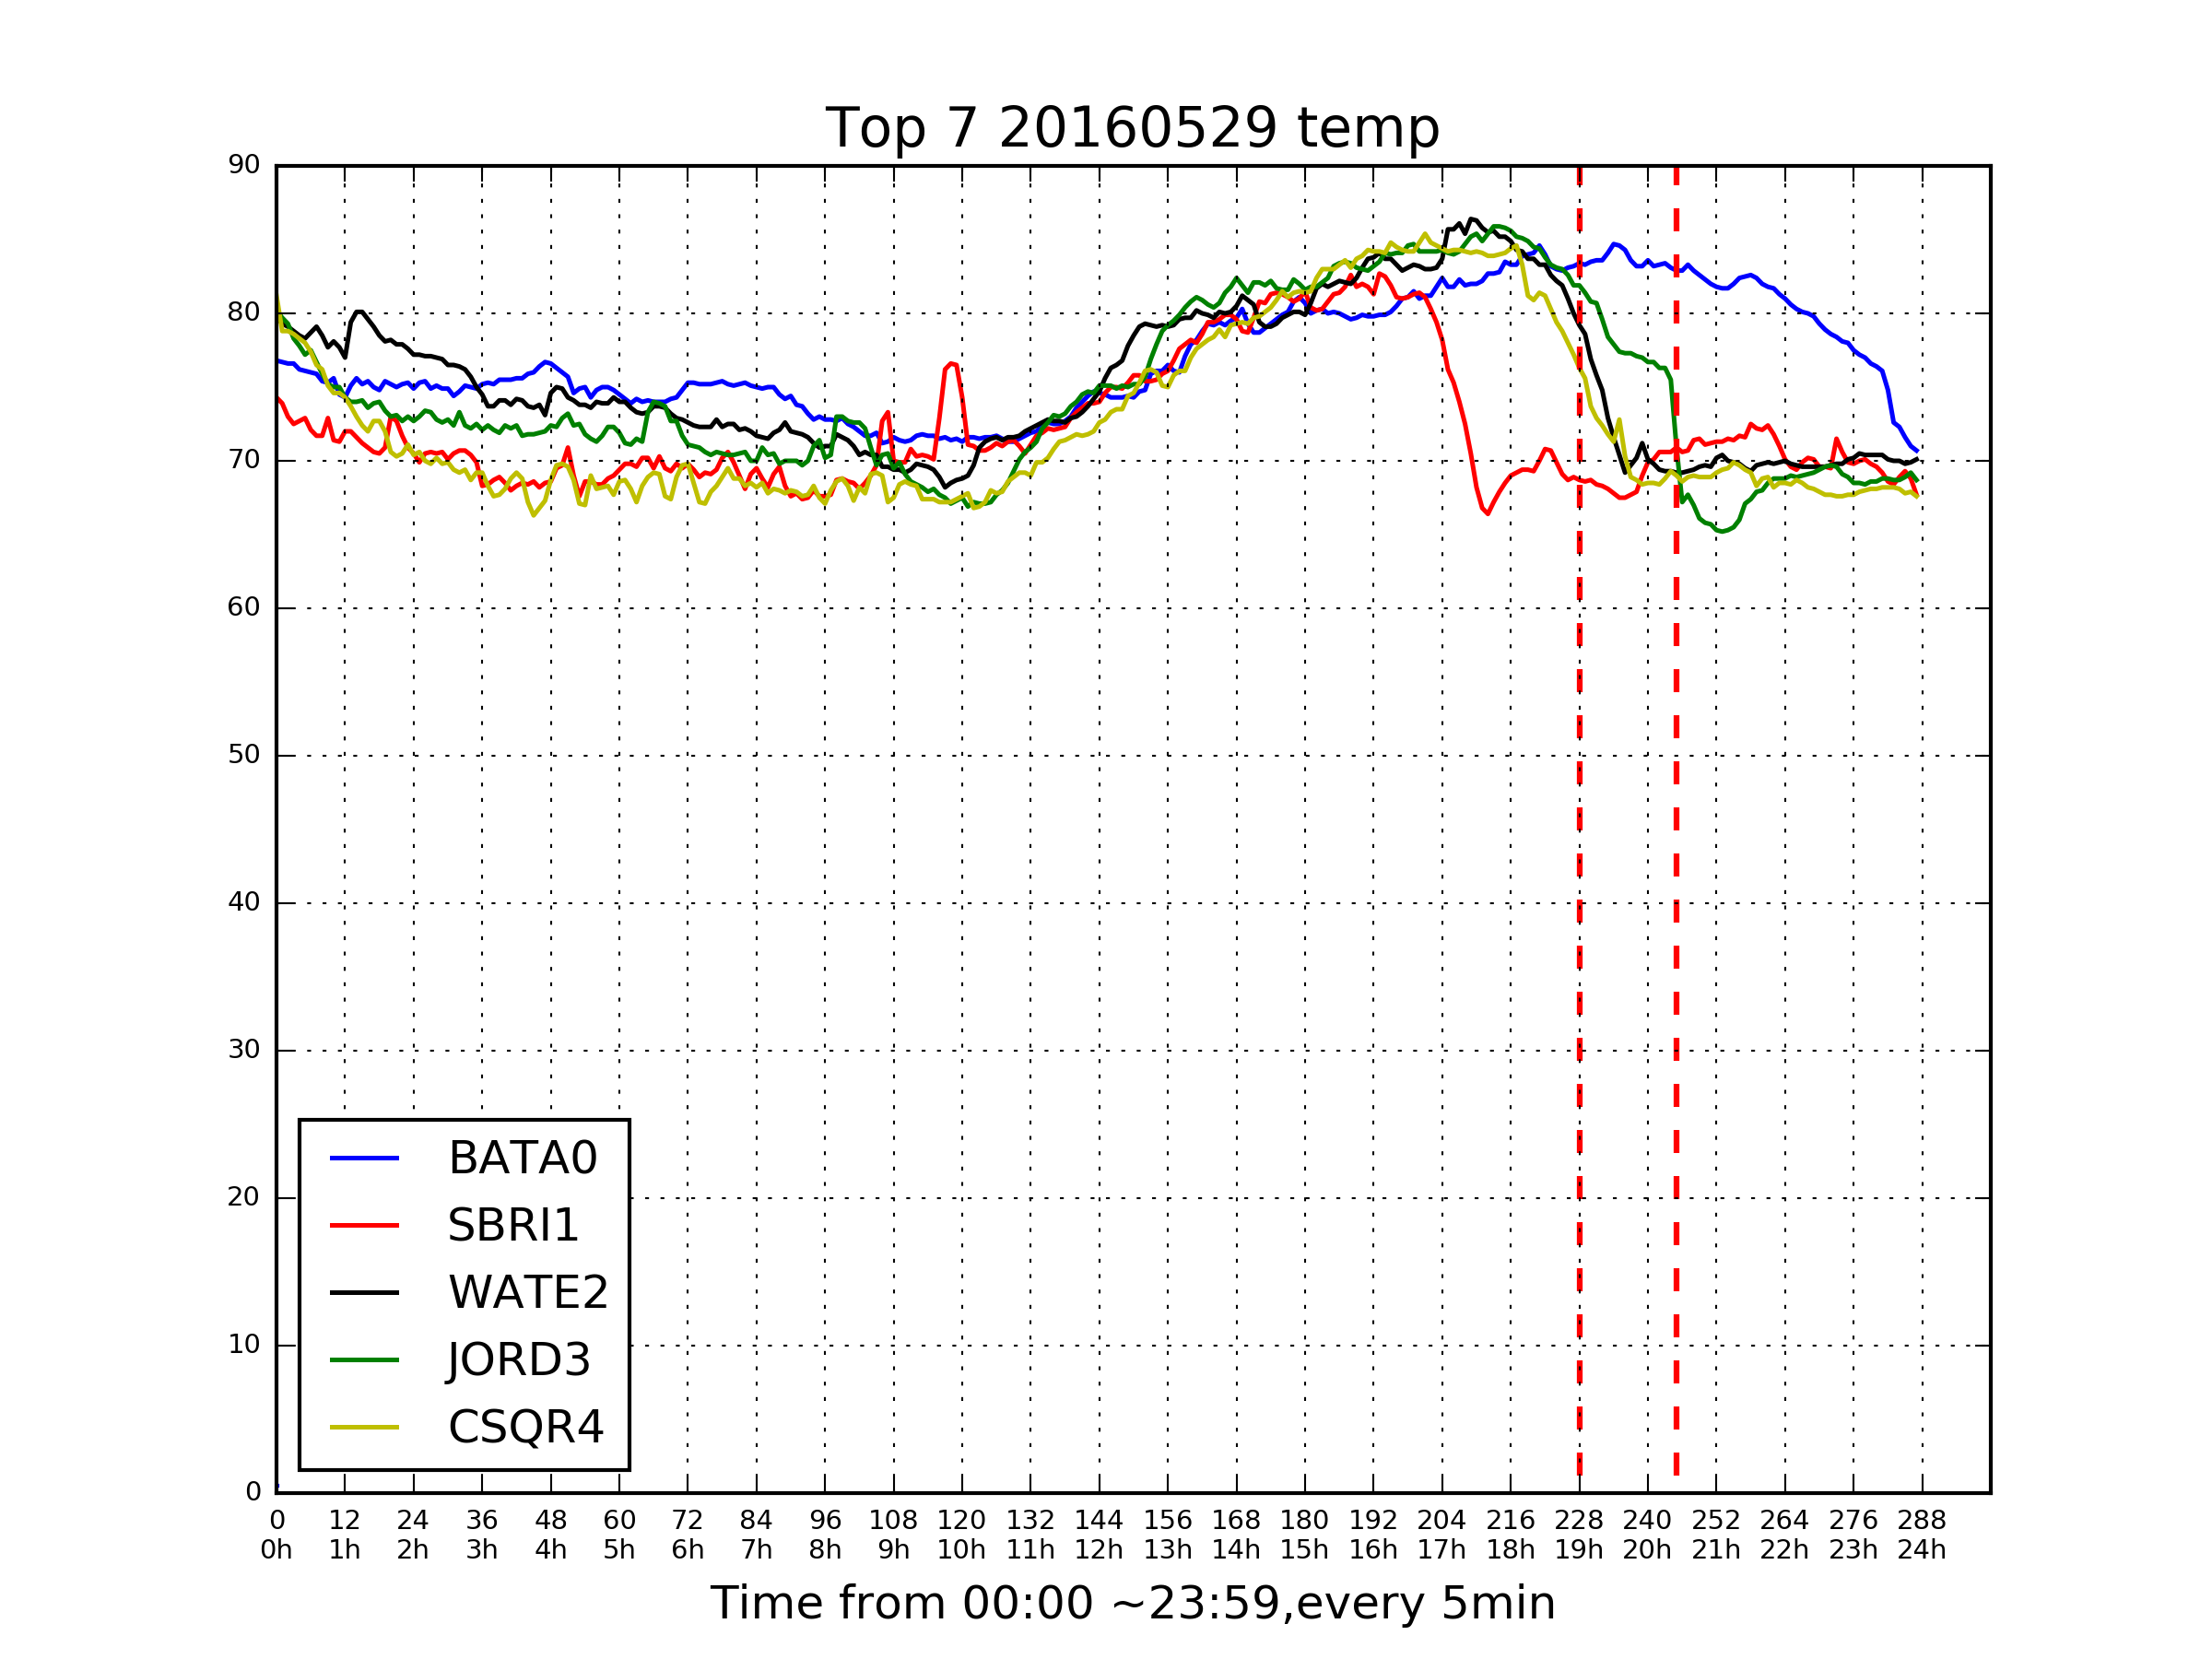 Top 7 20160529 temp
90
80
70
60
50
40
30
20
10
0
BATA0
SBRI1
WATE2
JORD3
CSQR4
0 12 24 36 48 60 72 84 96 108 120 132 144 156 168 180 192 204 216 228 240 252 264 276 288
0h 1h 2h 3h 4h 5h 6h 7h 8h 9h 10h 11h 12h 13h 14h 15h 16h 17h 18h 19h 20h 21h 22h 23h 24h
Time from 00:00 ~23:59,every 5min